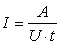 I = A / (U · t)